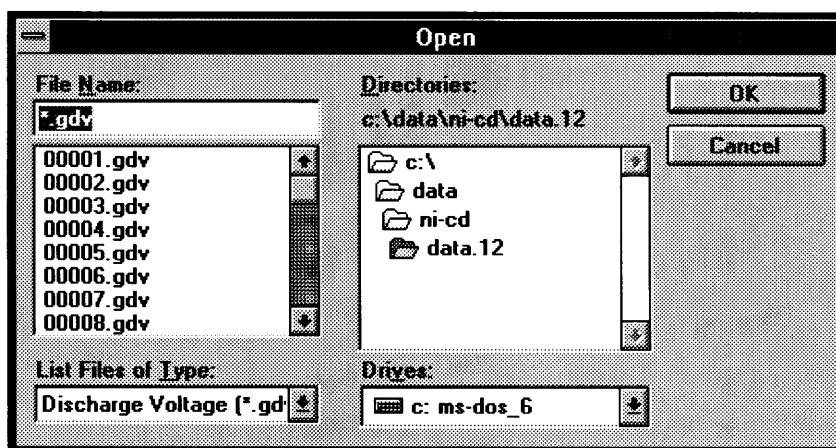 Open
File Name:
*.gdv
00001.gdv
00002.gdv
00003.gdv
00004.gdv
00005.gdv
00006.gdv
00007.gdv
00008.gdv
List Files of Type:
Discharge Voltage (*.gd
Directories:
c:\data\ni-cd\data.12
c:\
data
ni-cd
data.12
Drives:
c: ms-dos_6
OK
Cancel